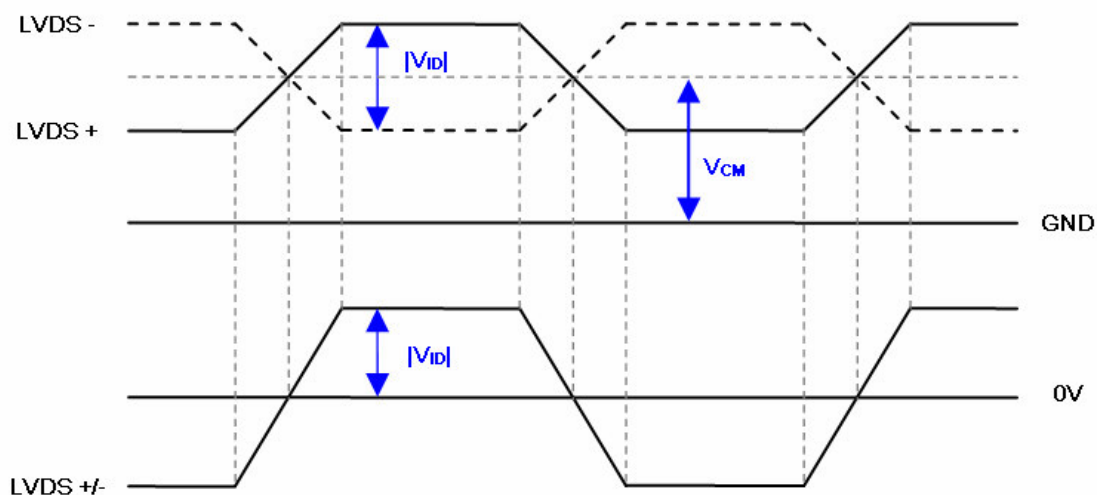 LVDS -
|VID|
LVDS +
VCM
GND
|VID|
0V
LVDS +/-